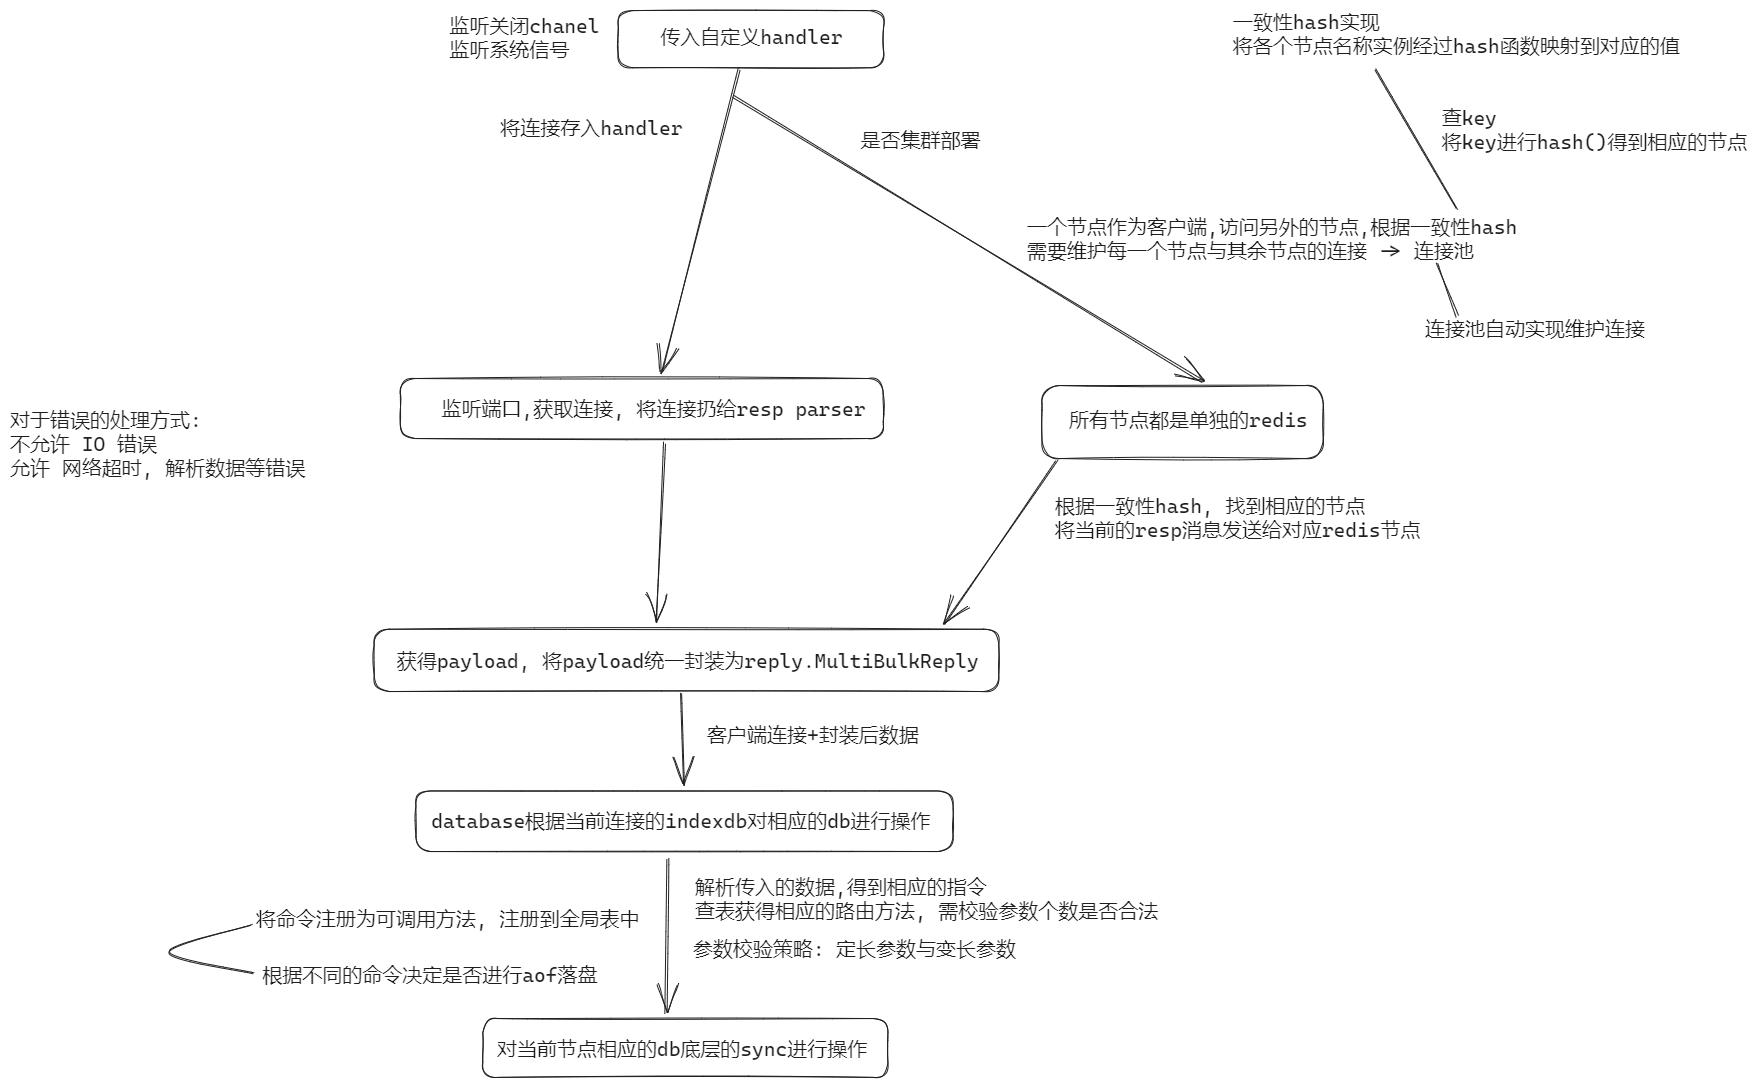 监听关闭chanel
监听系统信号
传入自定义handler
一致性hash实现
将各个节点名称实例经过hash函数映射到对应的值
将连接存入handler
是否集群部署
查key
将key进行hash()得到相应的节点
一个节点作为客户端,访问另外的节点,根据一致性hash
需要维护每一个节点与其余节点的连接 -> 连接池
连接池自动实现维护连接
监听端口,获取连接, 将连接扔给resp parser
所有节点都是单独的redis
对于错误的处理方式:
不允许 IO 错误
允许 网络超时, 解析数据等错误
根据一致性hash, 找到相应的节点
将当前的resp消息发送给对应redis节点
获得payload, 将payload统一封装为reply.MultiBulkReply
客户端连接+封装后数据
database根据当前连接的indexdb对相应的db进行操作
解析传入的数据,得到相应的指令
查表获得相应的路由方法, 需校验参数个数是否合法
将命令注册为可调用方法, 注册到全局表中
参数校验策略: 定长参数与变长参数
根据不同的命令决定是否进行aof落盘
对当前节点相应的db底层的sync进行操作